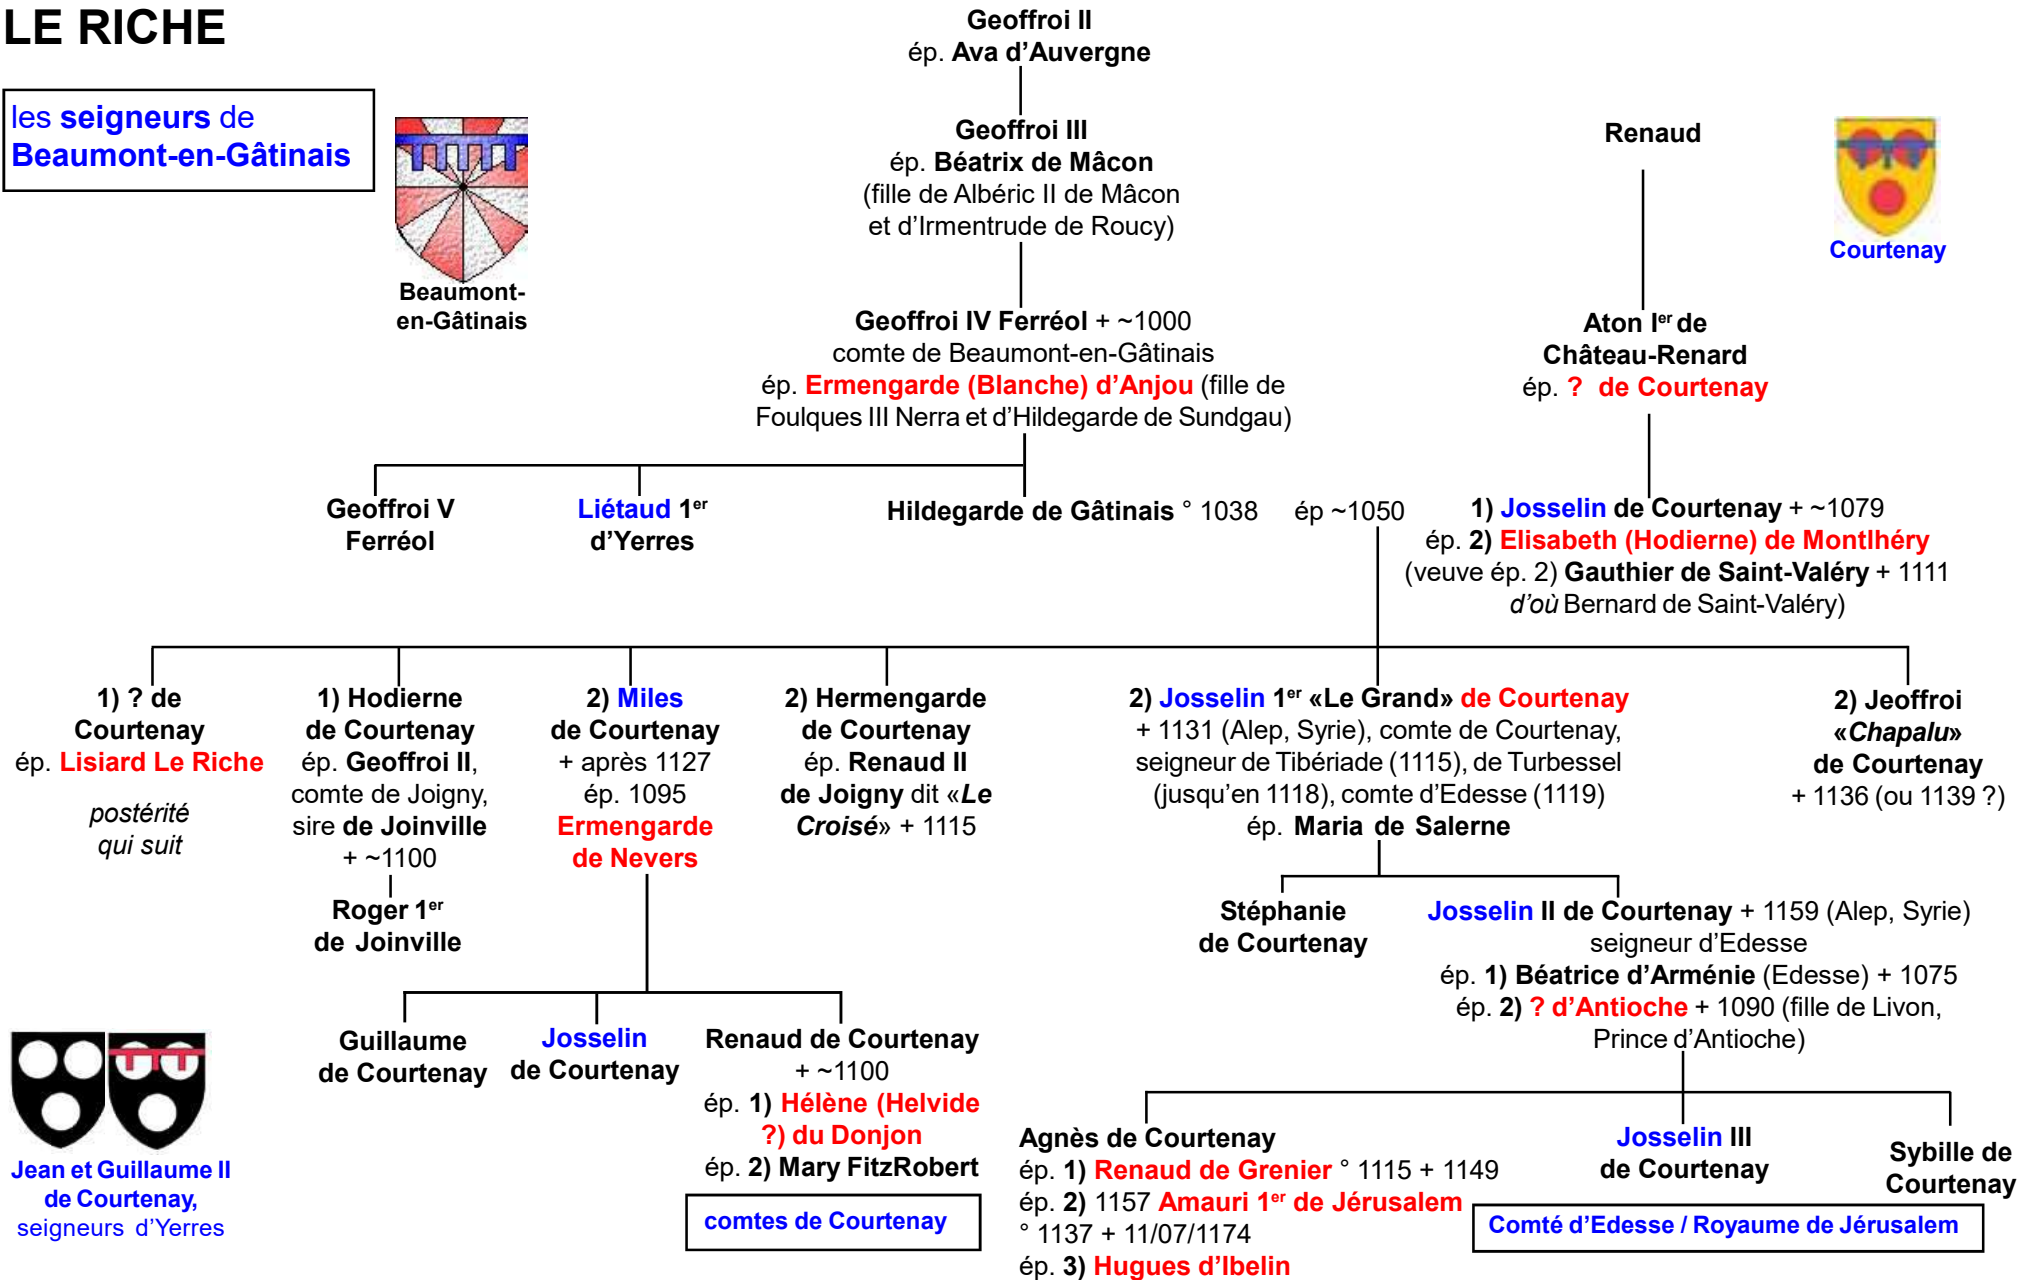 LE RICHE
les seigneurs de
Beaumont-en-Gâtinais
Beaumont-
en-Gâtinais
Geoffroi II
ép. Ava d'Auvergne
Geoffroi III
ép. Béatrix de Mâcon
(fille de Albéric II de Mâcon
et d'Irmentrude de Roucy)
Renaud
Courtenay
Geoffroi IV Ferréol + ~1000
comte de Beaumont-en-Gâtinais
ép. Ermengarde (Blanche) d'Anjou (fille de
Foulques III Nerra et d'Hildegarde de Sundgau)
Aton Ier de
Château-Renard
ép. ? de Courtenay
Geoffroi V
Ferréol
Liétaud 1er
d'Yerres
Hildegarde de Gâtinais ° 1038
ép ~1050
1) Josselin de Courtenay + ~1079
ép. 2) Elisabeth (Hodierne) de Montlhéry
(veuve ép. 2) Gauthier de Saint-Valéry + 1111
d'où Bernard de Saint-Valéry)
1) ? de
Courtenay
ép. Lisiard Le Riche
postérité
qui suit
1) Hodierne
de Courtenay
ép. Geoffroi II,
comte de Joigny,
sire de Joinville
+ ~1100
Roger 1er
de Joinville
2) Miles
de Courtenay
+ après 1127
ép. 1095
Ermengarde
de Nevers
2) Hermengarde
de Courtenay
ép. Renaud II
de Joigny dit «Le
Croisé» + 1115
2) Josselin 1er «Le Grand» de Courtenay
+ 1131 (Alep, Syrie), comte de Courtenay,
seigneur de Tibériade (1115), de Turbessel
(jusqu'en 1118), comte d'Edesse (1119)
ép. Maria de Salerne
2) Jeoffroi
«Chapalu»
de Courtenay
+ 1136 (ou 1139 ?)
Stéphanie
de Courtenay
Josselin II de Courtenay + 1159 (Alep, Syrie)
seigneur d'Edesse
ép. 1) Béatrice d'Arménie (Edesse) + 1075
ép. 2) ? d'Antioche + 1090 (fille de Livon,
Prince d'Antioche)
Guillaume
de Courtenay
Josselin
de Courtenay
Renaud de Courtenay
+ ~1100
ép. 1) Hélène (Helvide
?) du Donjon
ép. 2) Mary FitzRobert
comtes de Courtenay
Jean et Guillaume II
de Courtenay,
seigneurs d'Yerres
Agnès de Courtenay
ép. 1) Renaud de Grenier ° 1115 + 1149
ép. 2) 1157 Amauri 1er de Jérusalem
° 1137 + 11/07/1174
ép. 3) Hugues d'Ibelin
Josselin III
de Courtenay
Sybille de
Courtenay
Comté d'Edesse / Royaume de Jérusalem